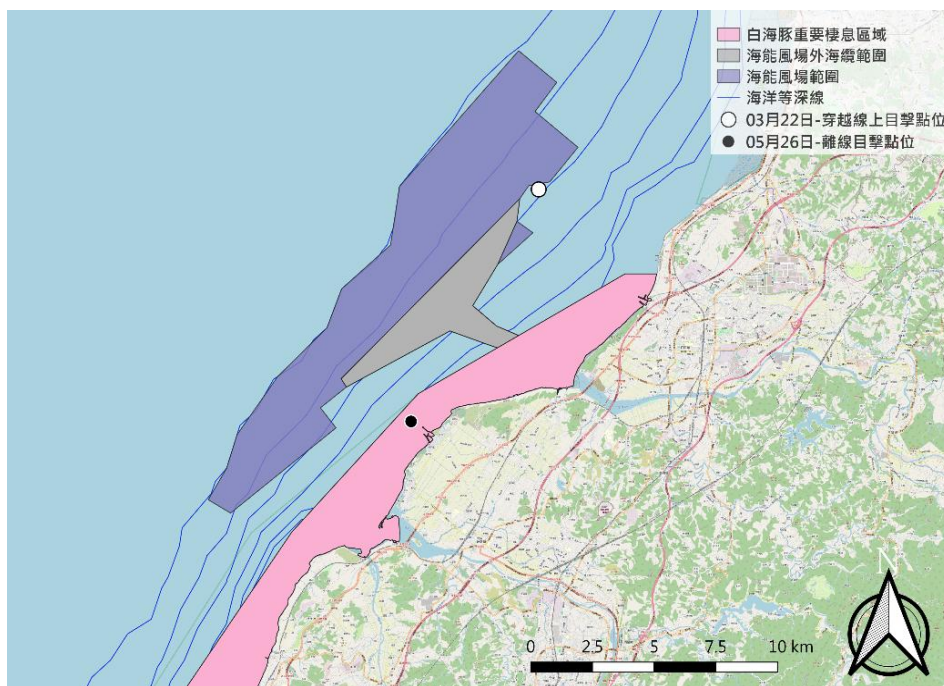 白海豚重要棲息區域
海能風場外海纜範圍
海能風場範圍
海洋等深線
03月22日-穿越線上目擊點位
05月26日-離線目擊點位
N
0 2.5 5 7.5 10 km